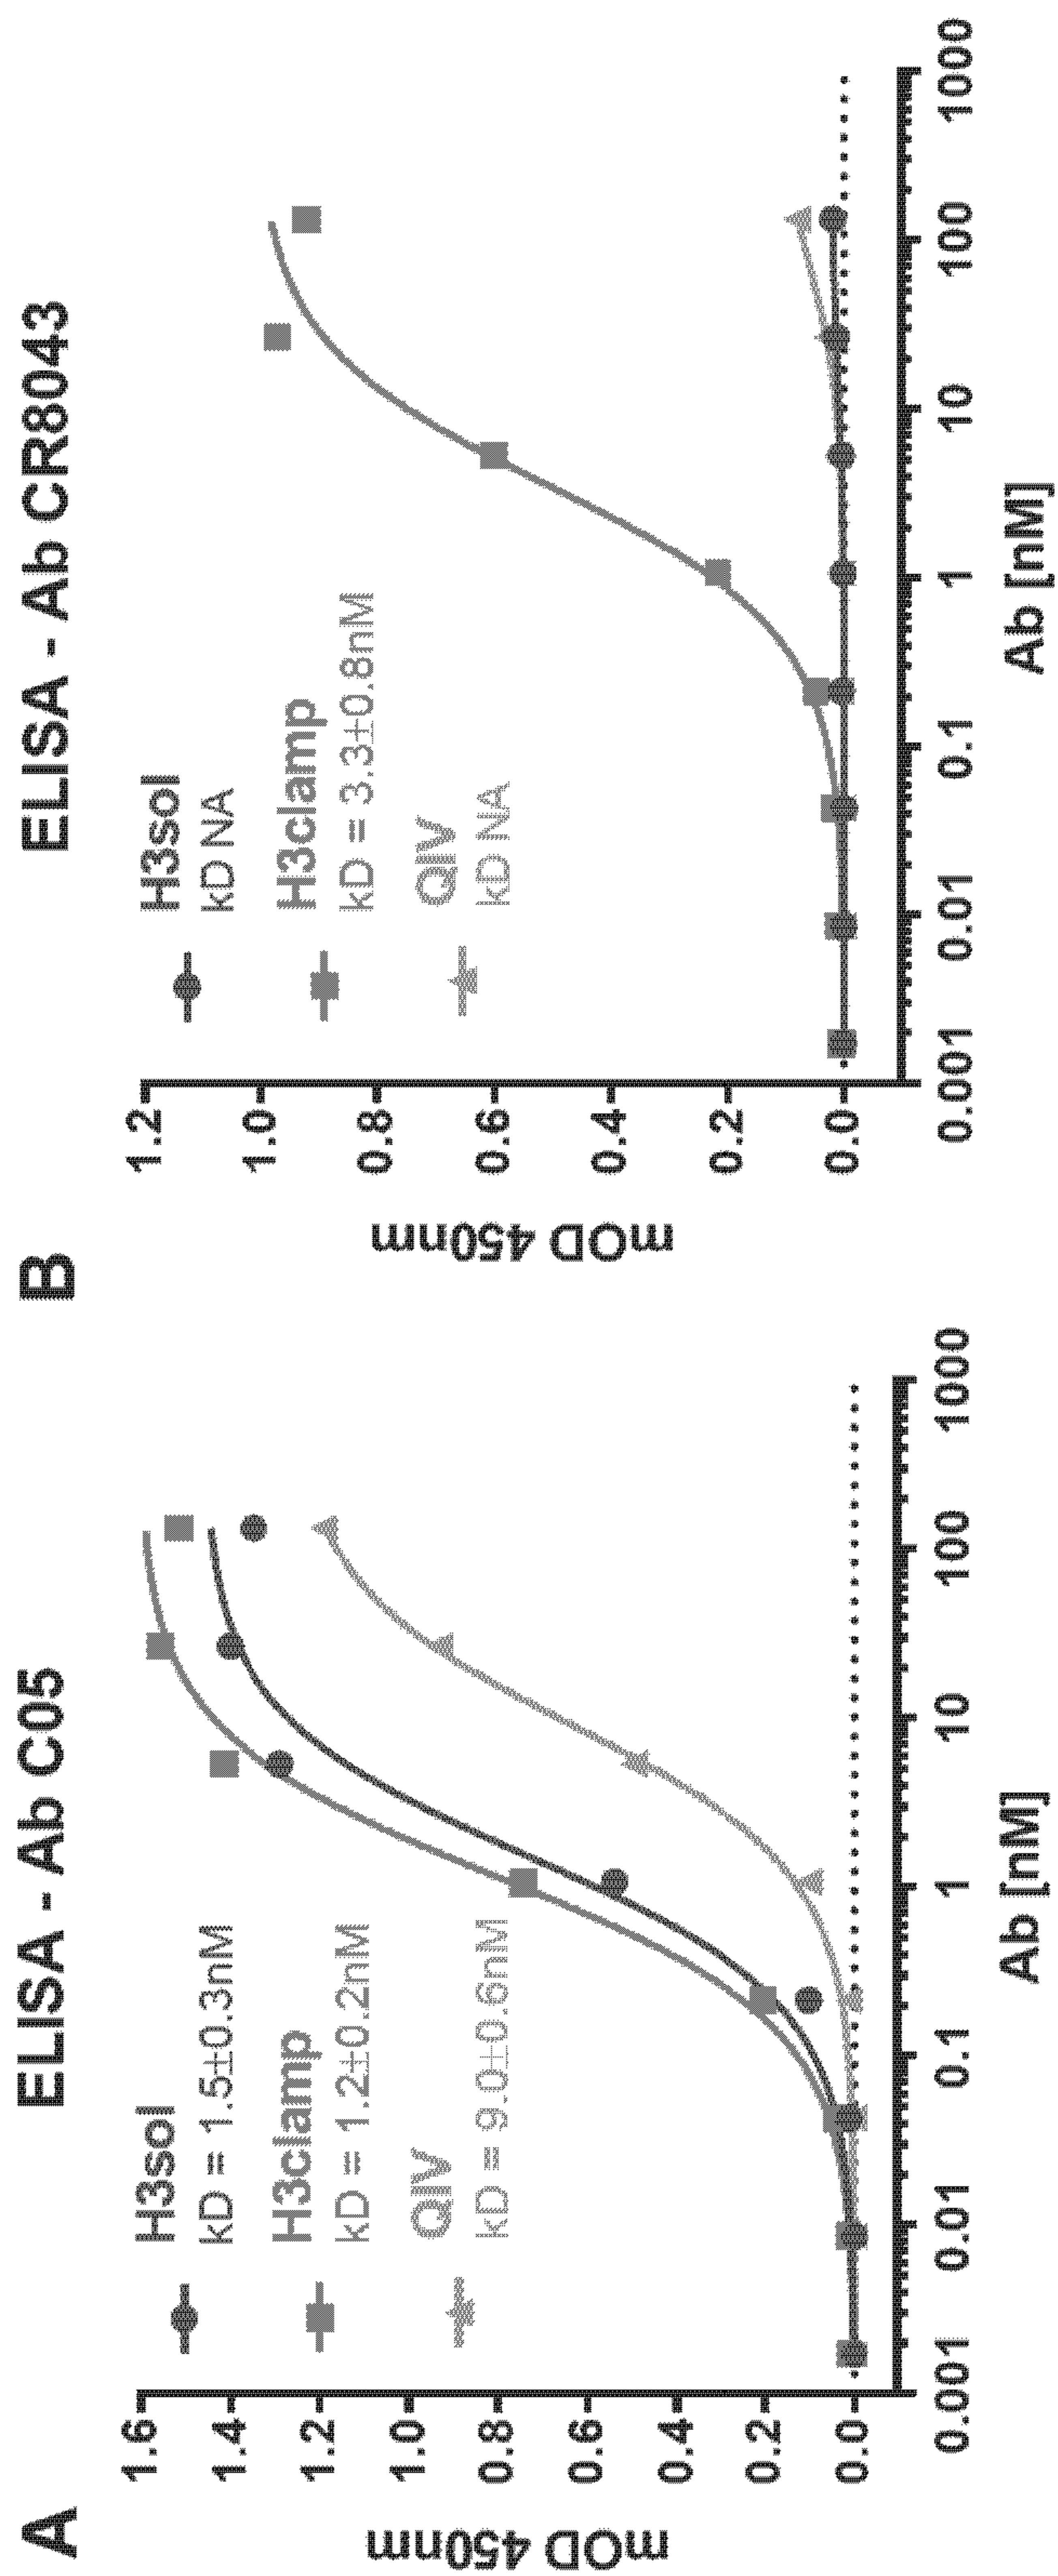 A
ELISA - Ab C05
H3sol
kD = 1.5±0.3nM
H3clamp
kD = 1.2±0.2nM
QIV
kD = 9.0±0.6nM
mOD 450nm
1.6
1.4
1.2
1.0
0.8
0.6
0.4
0.2
0.0
0.001 0.01 0.1 1 10 100 1000
Ab [nM]
B
ELISA - Ab CR8043
H3sol
kD NA
H3clamp
kD = 3.3±0.8nM
QIV
kD NA
mOD 450nm
1.2
1.0
0.8
0.6
0.4
0.2
0.0
0.001 0.01 0.1 1 10 100 1000
Ab [nM]